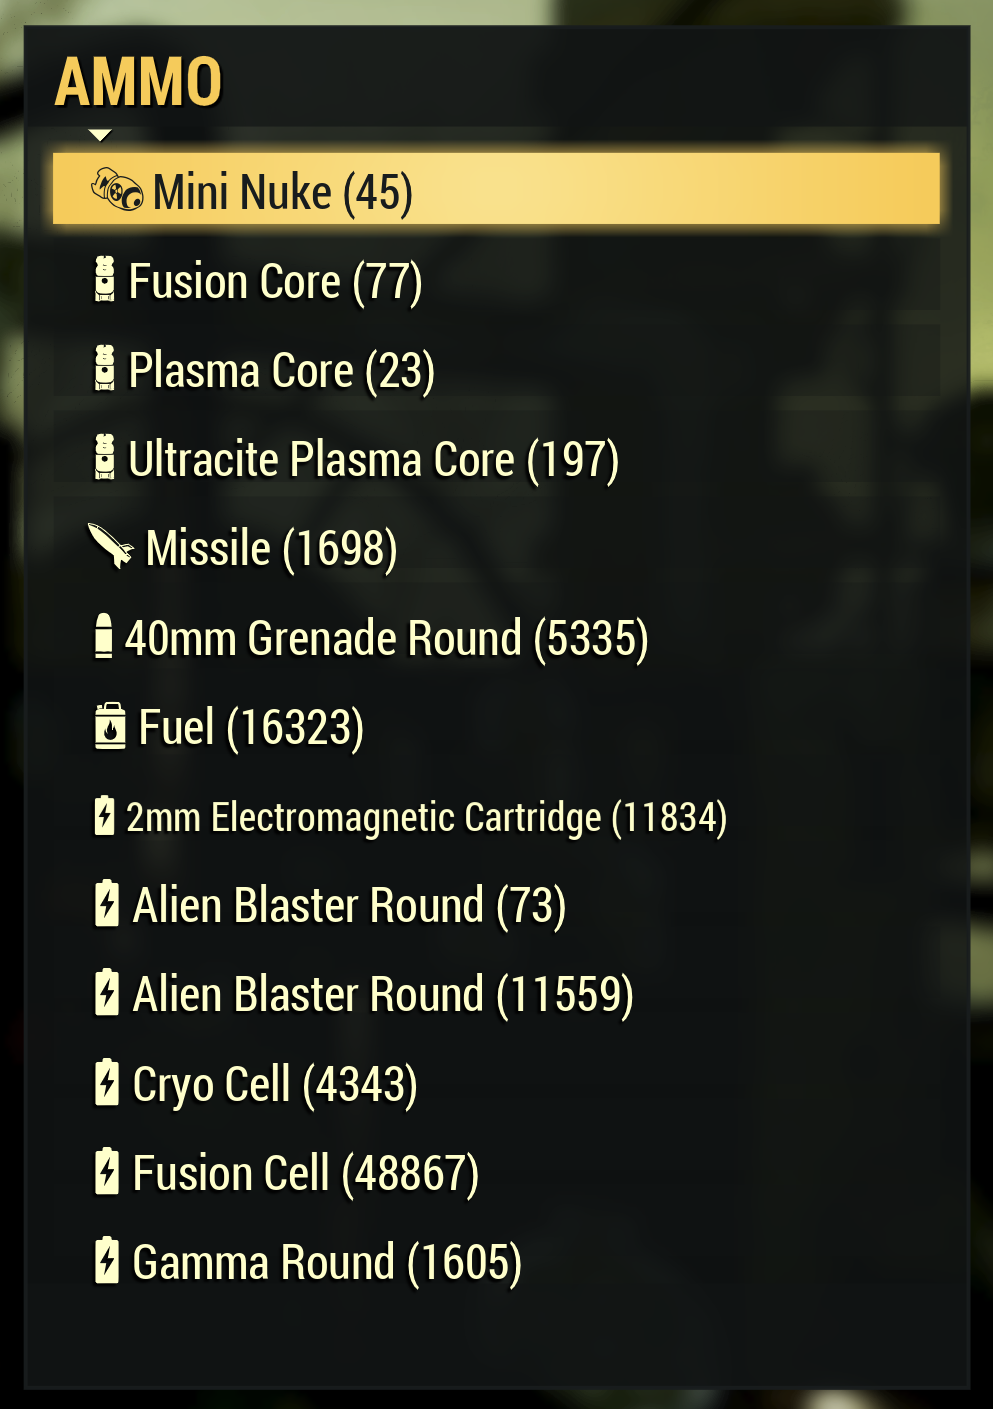 AMMO
Mini Nuke (45)
Fusion Core (77)
Plasma Core (23)
Ultracite Plasma Core (197)
Missile (1698)
40mm Grenade Round (5335)
Fuel (16323)
2mm Electromagnetic Cartridge (11834)
Alien Blaster Round (73)
Alien Blaster Round (11559)
Cryo Cell (4343)
Fusion Cell (48867)
Gamma Round (1605)